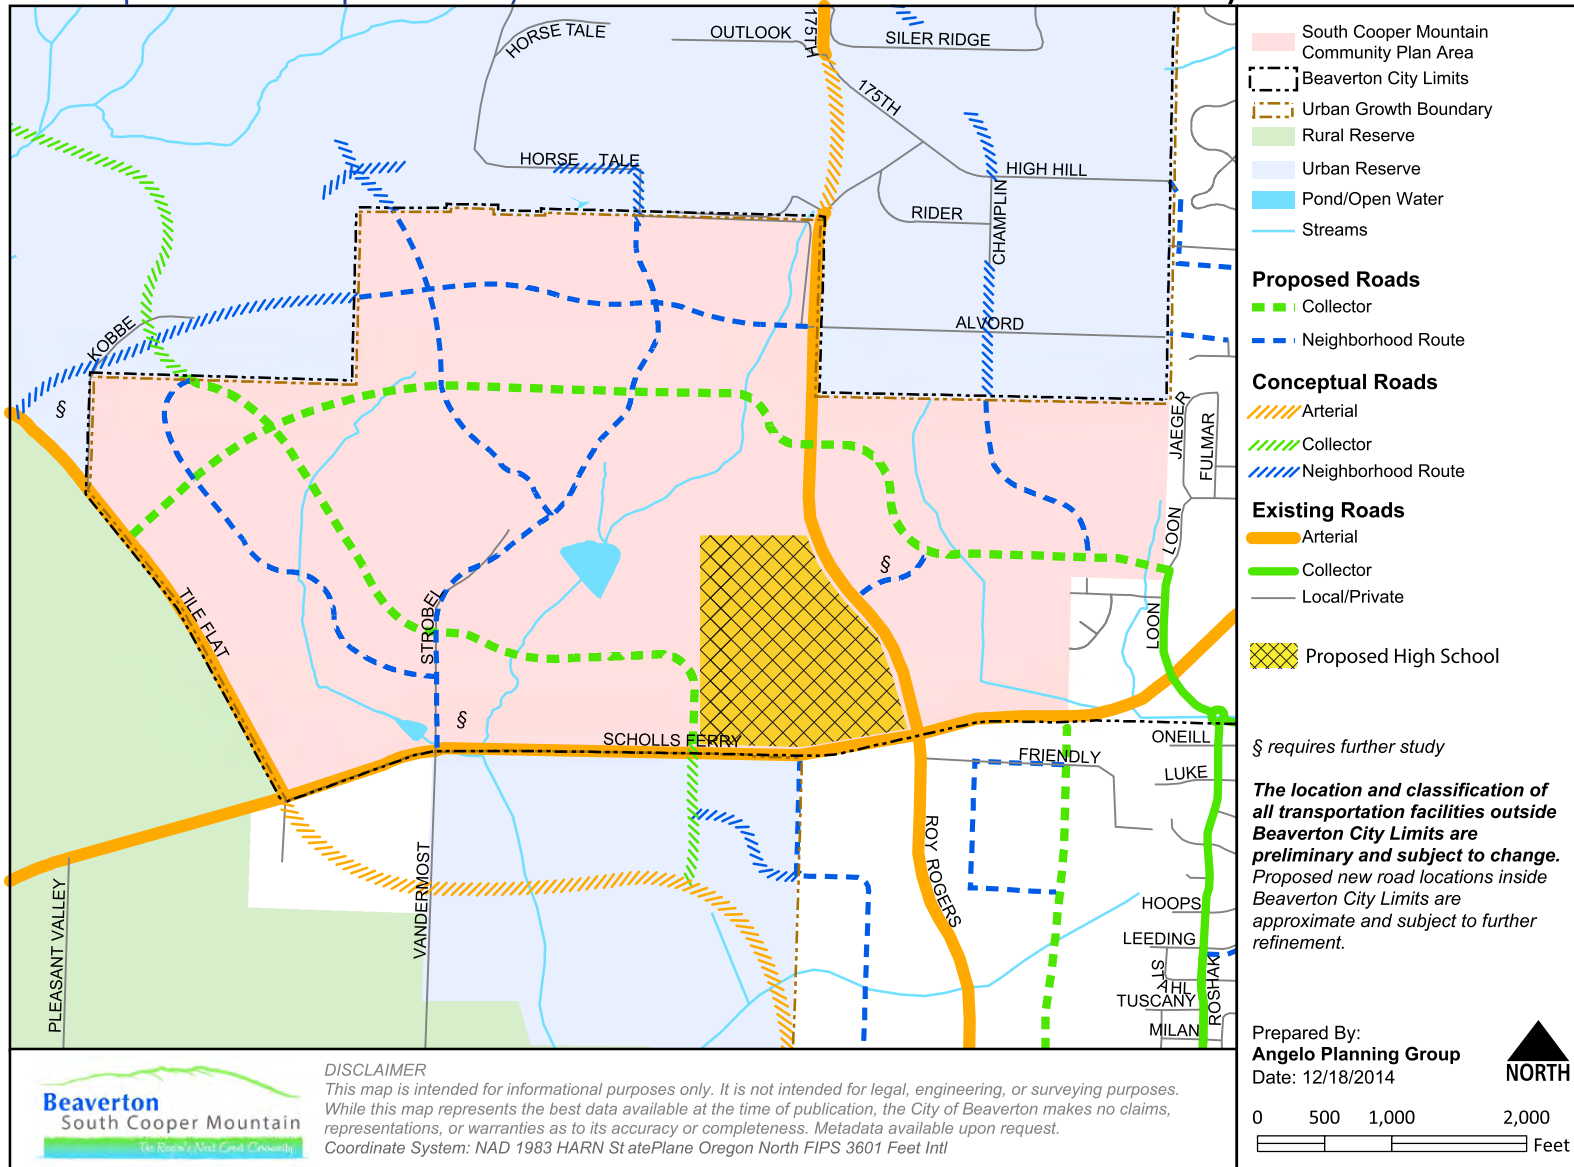 HORSE TALE
OUTLOOK
175TH
SILER RIDGE
175TH
HORSE TALE
HIGH HILL
RIDER
CHAMPLIN
KOBBE
ALVORD
§
JAEGER
FULMAR
LOON
§
TILE FLAT
STROBEL
LOON
§
SCHOLLS FERRY
FRIENDLY
ONEILL
LUKE
ROY ROGERS
VANDERMOST
PLEASANT VALLEY
HOOPS
LEEDING
STAHL
ROSHAK
TUSCANY
MILAN
South Cooper Mountain
Community Plan Area
Beaverton City Limits
Urban Growth Boundary
Rural Reserve
Urban Reserve
Pond/Open Water
Streams
Proposed Roads
Collector
Neighborhood Route
Conceptual Roads
Arterial
Collector
Neighborhood Route
Existing Roads
Arterial
Collector
Local/Private
Proposed High School
§ requires further study
The location and classification of
all transportation facilities outside
Beaverton City Limits are
preliminary and subject to change.
Proposed new road locations inside
Beaverton City Limits are
approximate and subject to further
refinement.
Prepared By:
Angelo Planning Group
Date: 12/18/2014
NORTH
0 500 1,000 2,000
Feet
Beaverton
South Cooper Mountain
The Region's Next Great Community
DISCLAIMER
This map is intended for informational purposes only. It is not intended for legal, engineering, or surveying purposes.
While this map represents the best data available at the time of publication, the City of Beaverton makes no claims,
representations, or warranties as to its accuracy or completeness. Metadata available upon request.
Coordinate System: NAD 1983 HARN StatePlane Oregon North FIPS 3601 Feet Intl